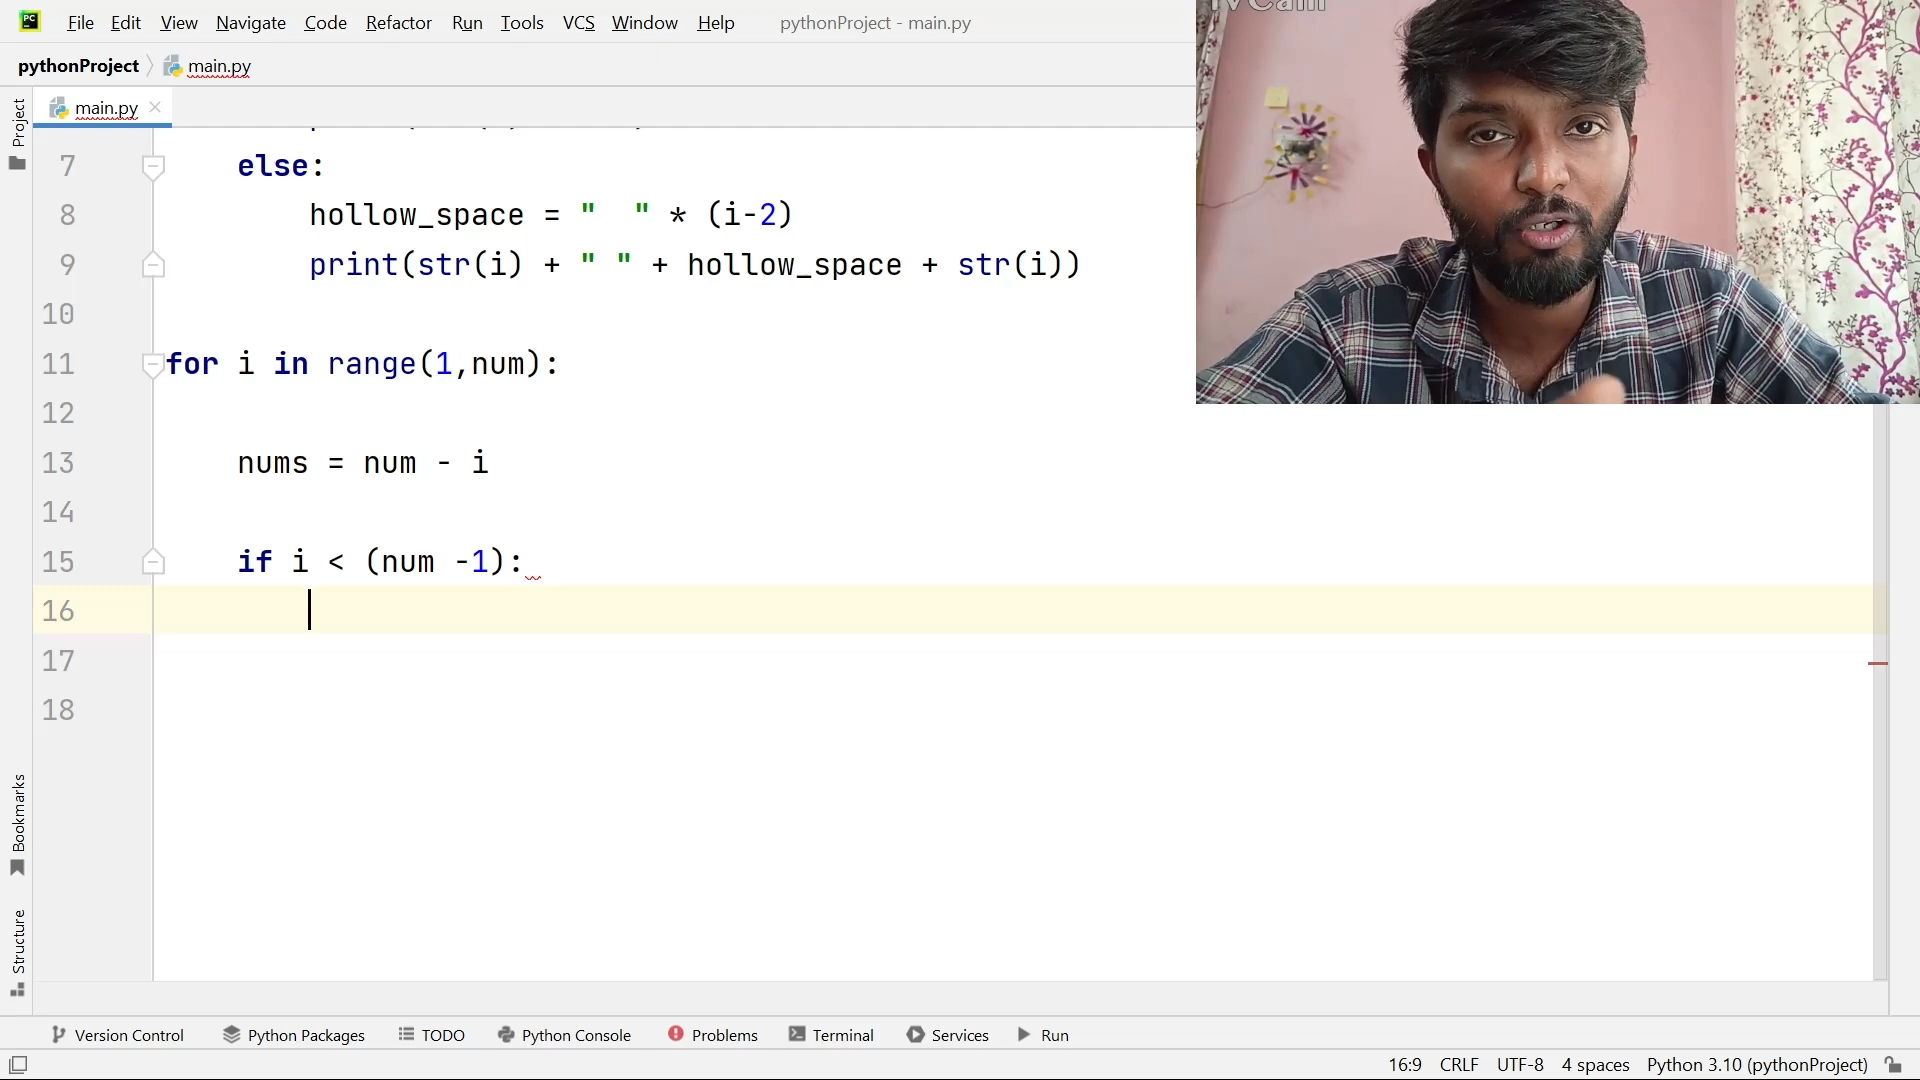 File Edit View Navigate Code Refactor Run Tools VCS Window Help pythonProject - main.py
pythonProject main.py
Project
main.py
7 else:
8 hollow_space = "  " * (i-2)
9 print(str(i) + " " + hollow_space + str(i))
10
11 for i in range(1,num):
12
13 nums = num - i
14
15 if i < (num -1):
16
17
18
Bookmarks
Structure
Version Control Python Packages TODO Python Console Problems Terminal Services Run
16:9 CRLF UTF-8 4 spaces Python 3.10 (pythonProject)